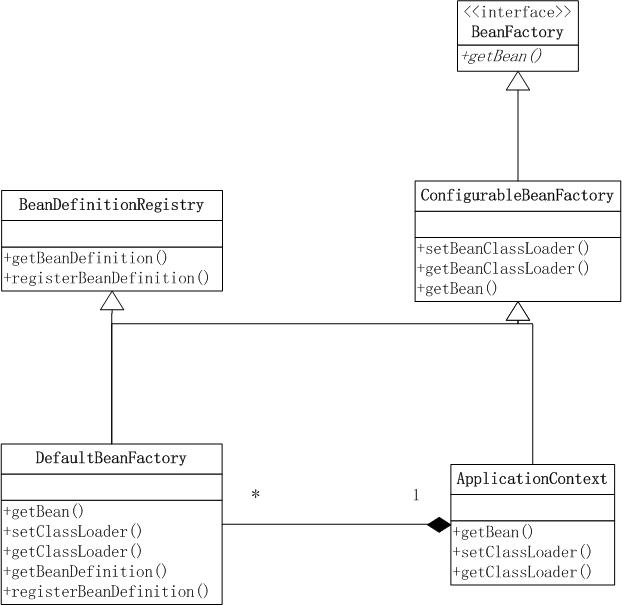 <<interface>>
BeanFactory
+getBean()
ConfigurableBeanFactory
+setBeanClassLoader()
+getBeanClassLoader()
+getBean()
BeanDefinitionRegistry
+getBeanDefinition()
+registerBeanDefinition()
DefaultBeanFactory
+getBean()
+setClassLoader()
+getClassLoader()
+getBeanDefinition()
+registerBeanDefinition()
* 1
ApplicationContext
+getBean()
+setClassLoader()
+getClassLoader()